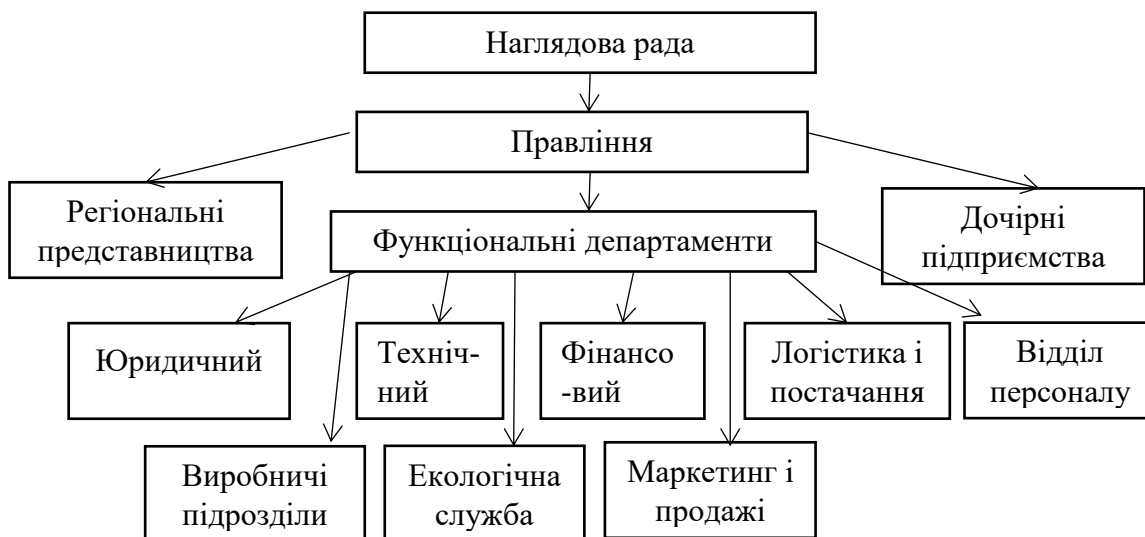 Наглядова рада
Правління
Регіональні
представництва
Дочірні
підприємства
Функціональні департаменти
Юридичний
Техніч-
ний
Фінансо
-вий
Логістика і
постачання
Відділ
персоналу
Виробничі
підрозділи
Екологічна
служба
Маркетинг і
продажі